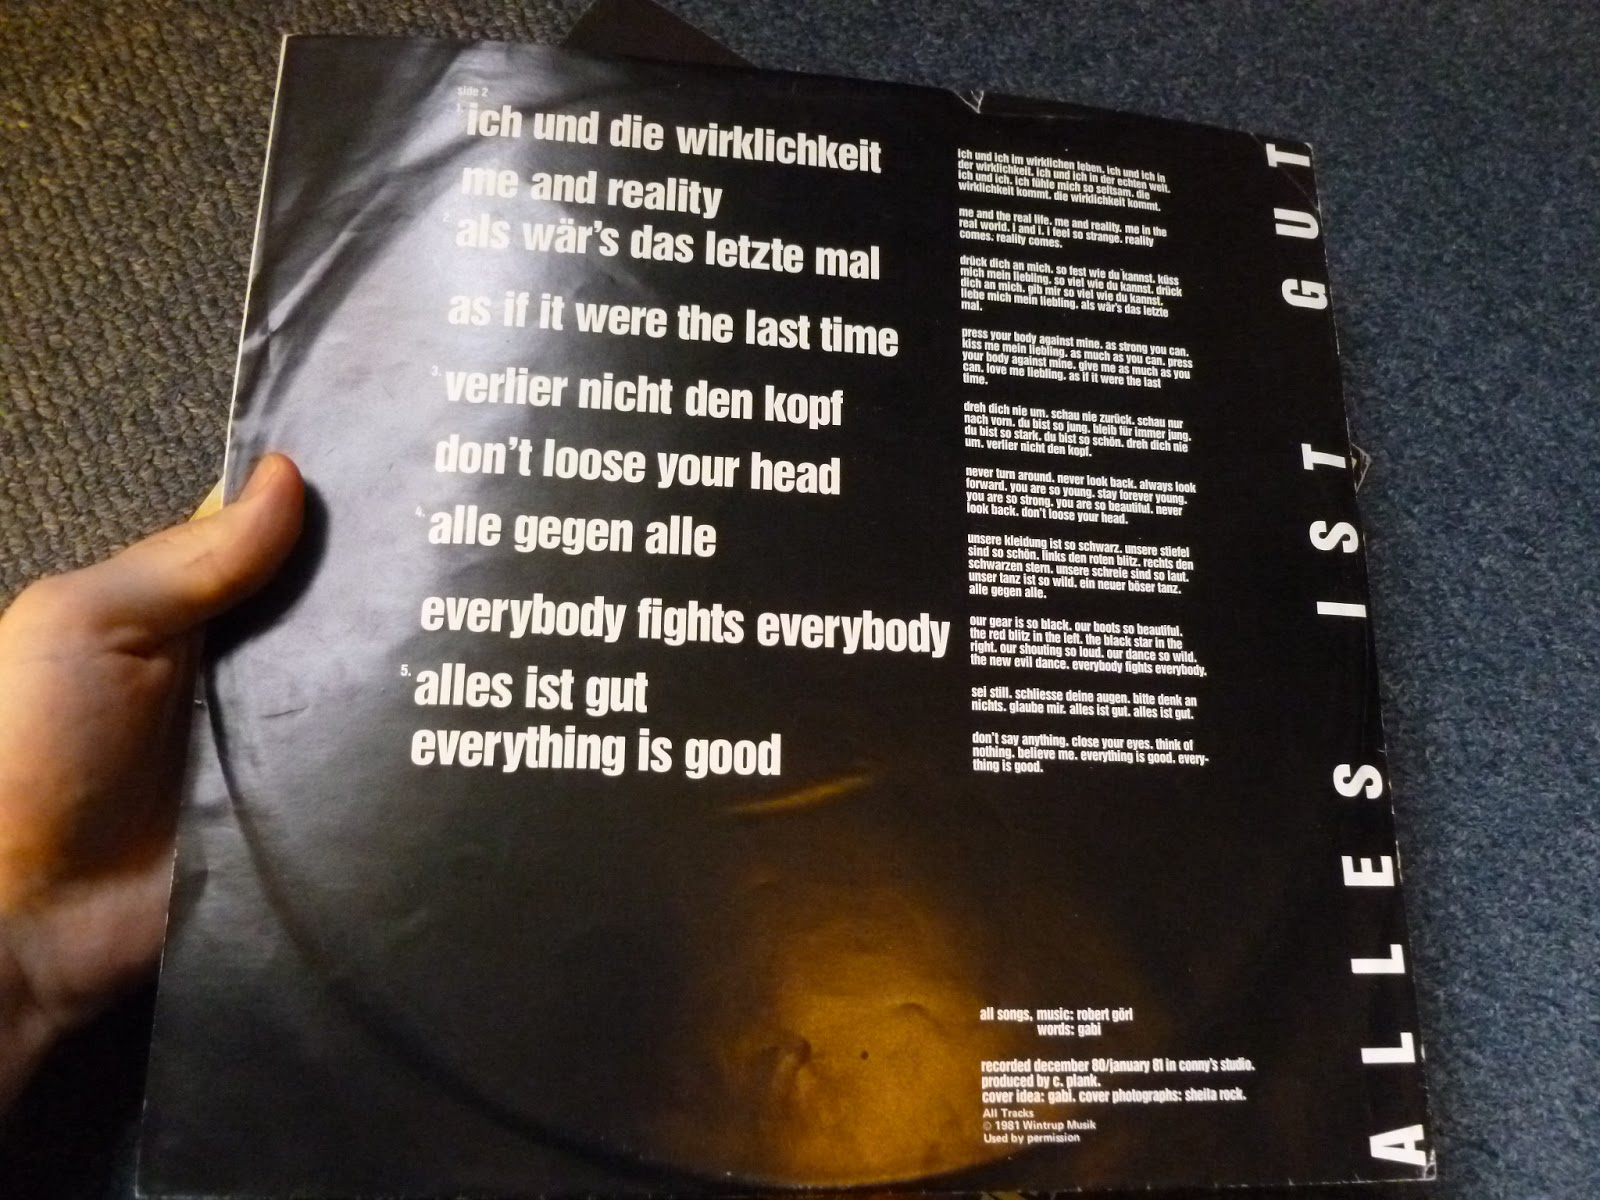 side 2
1. ich und die wirklichkeit
me and reality
als wär's das letzte mal
as if it were the last time
3. verlier nicht den kopf
don't loose your head
4. alle gegen alle
everybody fights everybody
5. alles ist gut
everything is good
ich und ich im wirklichen leben. ich und ich in
der wirklichkeit. ich und ich in der echten welt.
ich und ich. ich fühle mich so seltsam. die
wirklichkeit kommt. die wirklichkeit kommt.
me and the real life. me and reality. me in the
real world. I and I. I feel so strange. reality
comes. reality comes.
drück dich an mich. so fest wie du kannst. küss
mich mein liebling. so viel wie du kannst. drück
dich an mich. gib mir so viel wie du kannst.
liebe mich mein liebling. als wär's das letzte
mal.
press your body against mine. as strong you can.
kiss me mein liebling. as much as you can. press
your body against mine. give me as much as you
can. love me liebling. as if it were the last
time.
dreh dich nie um. schau nie zurück. schau nur
nach vorn. du bist so jung. bleib für immer jung.
du bist so stark. du bist so schön. dreh dich nie
um. verlier nicht den kopf.
never turn around. never look back. always look
forward. you are so young. stay forever young.
you are so strong. you are so beautiful. never
look back. don't loose your head.
unsere kleidung ist so schwarz. unsere stiefel
sind so schön. links den roten blitz. rechts den
schwarzen stern. unsere schreie sind so laut.
unser tanz ist so wild. ein neuer böser tanz.
alle gegen alle.
our gear is so black. our boots so beautiful.
the red blitz in the left. the black star in the
right. our shouting so loud. our dance so wild.
the new evil dance. everybody fights everybody.
sei still. schliesse deine augen. bitte denk an
nichts. glaube mir. alles ist gut. alles ist gut.
don't say anything. close your eyes. think of
nothing. believe me. everything is good. every-
thing is good.
all songs, music: robert görl
words: gabi
recorded december 80/january 81 in conny's studio.
produced by c. plank.
cover idea: gabi. cover photographs: sheila rock.
All Tracks
© 1981 Wintrup Musik
Used by permission
ALLES IST GUT